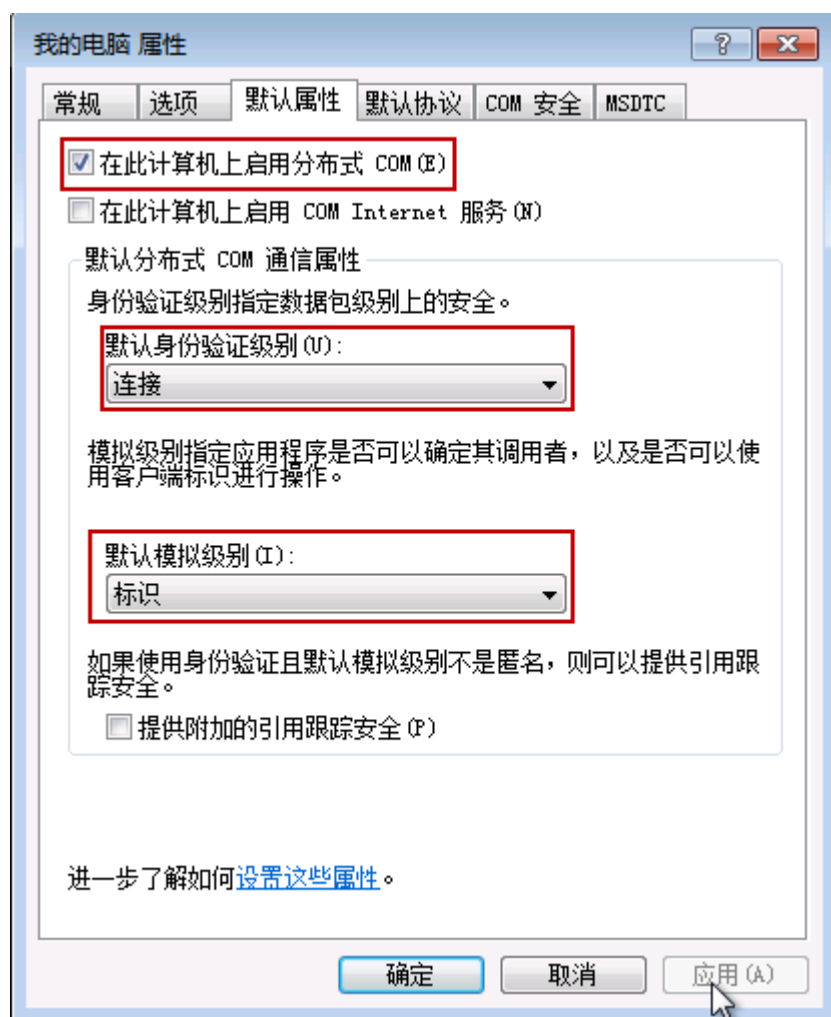 我的电脑 属性
常规 选项 默认属性 默认协议 COM 安全 MSDTC
在此计算机上启用分布式 COM(E)
在此计算机上启用 COM Internet 服务(N)
默认分布式 COM 通信属性
身份验证级别指定数据包级别上的安全。
默认身份验证级别(U):
连接
模拟级别指定应用程序是否可以确定其调用者，以及是否可以使
用客户端标识进行操作。
默认模拟级别(I):
标识
如果使用身份验证且默认模拟级别不是匿名，则可以提供引用跟
踪安全。
提供附加的引用跟踪安全(P)
进一步了解如何设置这些属性。
确定 取消 应用(A)